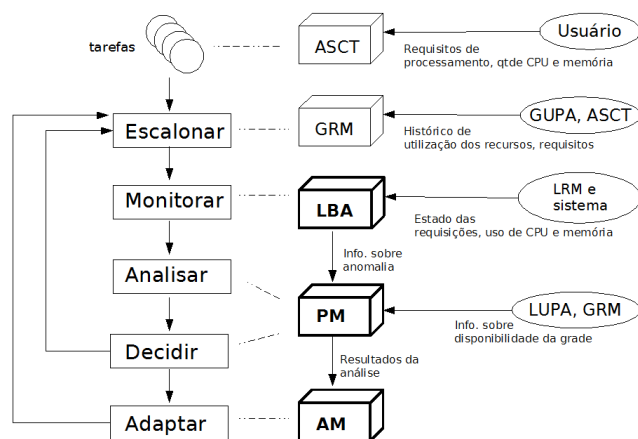 tarefas
ASCT
Usuário
Requisitos de
processamento, qtde CPU e memória
Escalonar
GRM
GUPA, ASCT
Histórico de
utilização dos recursos, requisitos
Monitorar
LBA
LRM e
sistema
Estado das
requisições, uso de CPU e memória
Info. sobre
anomalia
Analisar
PM
LUPA, GRM
Info. sobre
disponibilidade da grade
Decidir
Resultados da
análise
Adaptar
AM